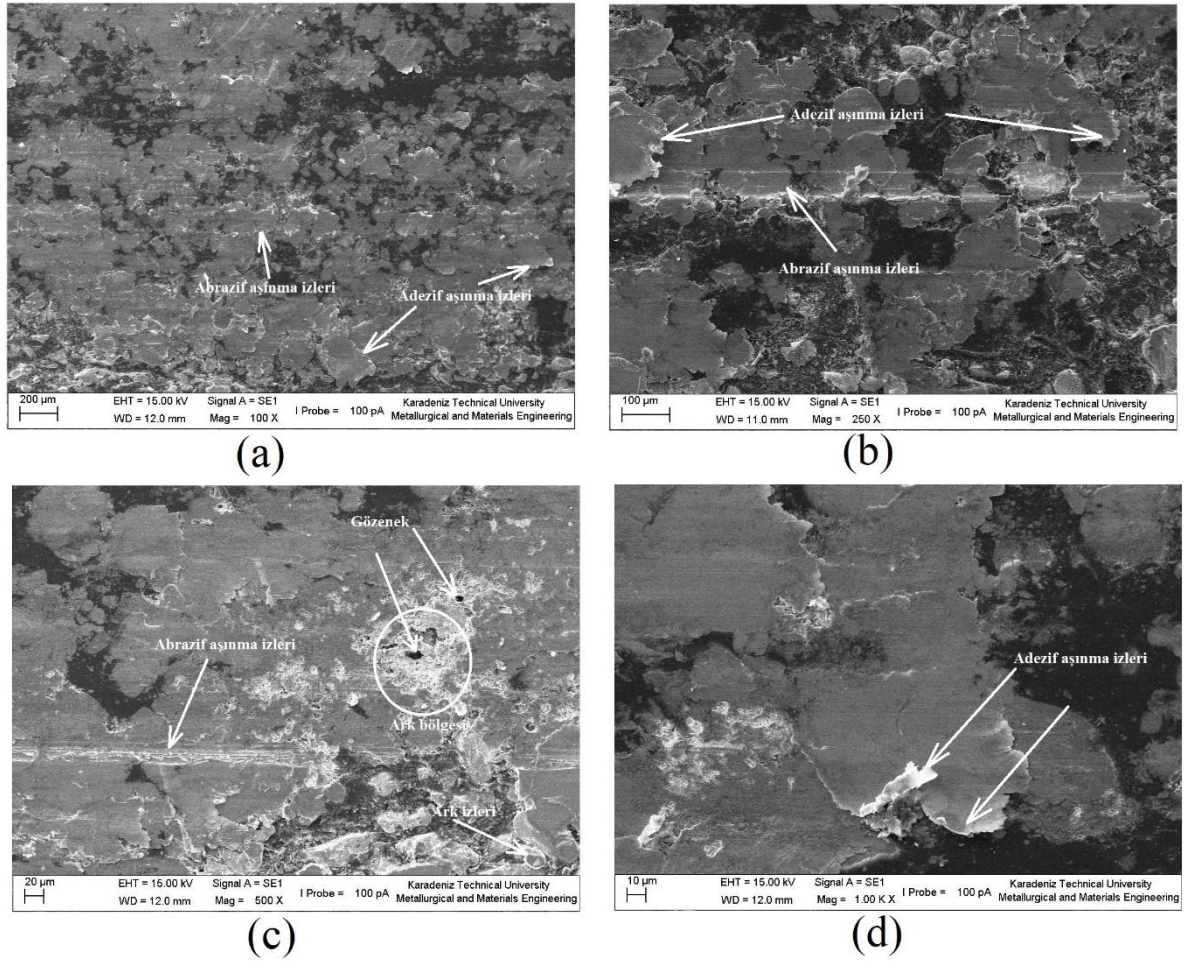 Abrazif aşınma izleri
Adezif aşınma izleri
200 µm
EHT = 15.00 kV
Signal A = SE1
WD = 12.0 mm
Mag = 100 X
I Probe = 100 pA
Karadeniz Technical University
Metallurgical and Materials Engineering
(a)
Adezif aşınma izleri
Abrazif aşınma izleri
100 µm
EHT = 15.00 kV
Signal A = SE1
WD = 11.0 mm
Mag = 250 X
I Probe = 100 pA
Karadeniz Technical University
Metallurgical and Materials Engineering
(b)
Gözenek
Abrazif aşınma izleri
Ark bölgesi
Ark izleri
20 µm
EHT = 15.00 kV
Signal A = SE1
WD = 12.0 mm
Mag = 500 X
I Probe = 100 pA
Karadeniz Technical University
Metallurgical and Materials Engineering
(c)
Adezif aşınma izleri
10 µm
EHT = 15.00 kV
Signal A = SE1
WD = 12.0 mm
Mag = 1.00 K X
I Probe = 100 pA
Karadeniz Technical University
Metallurgical and Materials Engineering
(d)